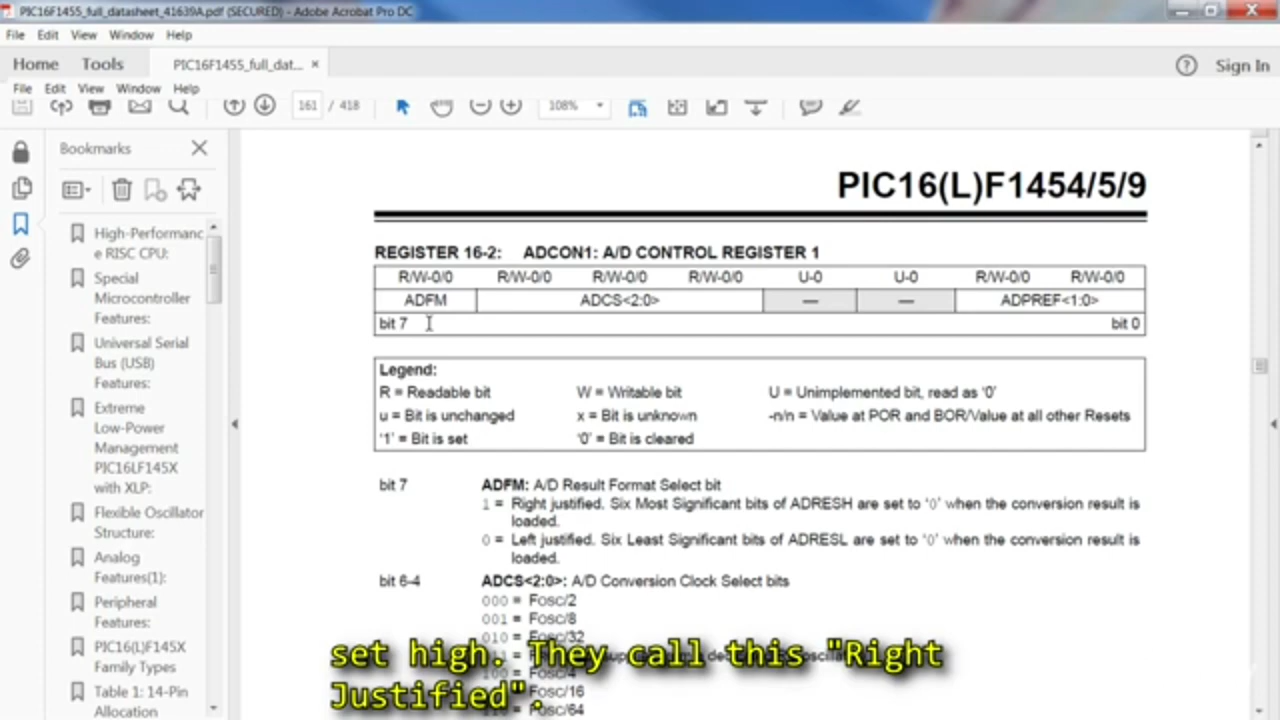 PIC16F1455_full_datasheet_41639A.pdf (SECURED) - Adobe Acrobat Pro DC
File Edit View Window Help
Home Tools PIC16F1455_full_dat... × Sign In
File Edit View Window Help
161 / 418 108%
Bookmarks
High-Performanc
e RISC CPU:
Special
Microcontroller
Features:
Universal Serial
Bus (USB)
Features:
Extreme
Low-Power
Management
PIC16LF145X
with XLP:
Flexible Oscillator
Structure:
Analog
Features(1):
Peripheral
Features:
PIC16(L)F145X
Family Types
Table 1: 14-Pin
Allocation
PIC16(L)F1454/5/9
REGISTER 16-2: ADCON1: A/D CONTROL REGISTER 1
R/W-0/0 R/W-0/0 R/W-0/0 R/W-0/0 U-0 U-0 R/W-0/0 R/W-0/0
ADFM ADCS<2:0> — — ADPREF<1:0>
bit 7 bit 0
Legend:
R = Readable bit W = Writable bit U = Unimplemented bit, read as '0'
u = Bit is unchanged x = Bit is unknown -n/n = Value at POR and BOR/Value at all other Resets
'1' = Bit is set '0' = Bit is cleared
bit 7 ADFM: A/D Result Format Select bit
1 = Right justified. Six Most Significant bits of ADRESH are set to '0' when the conversion result is
loaded.
0 = Left justified. Six Least Significant bits of ADRESL are set to '0' when the conversion result is
loaded.
bit 6-4 ADCS<2:0>: A/D Conversion Clock Select bits
000 = Fosc/2
001 = Fosc/8
010 = Fosc/32
100 = Fosc/4
Fosc/16
Fosc/64
set high. They call this "Right
Justified".